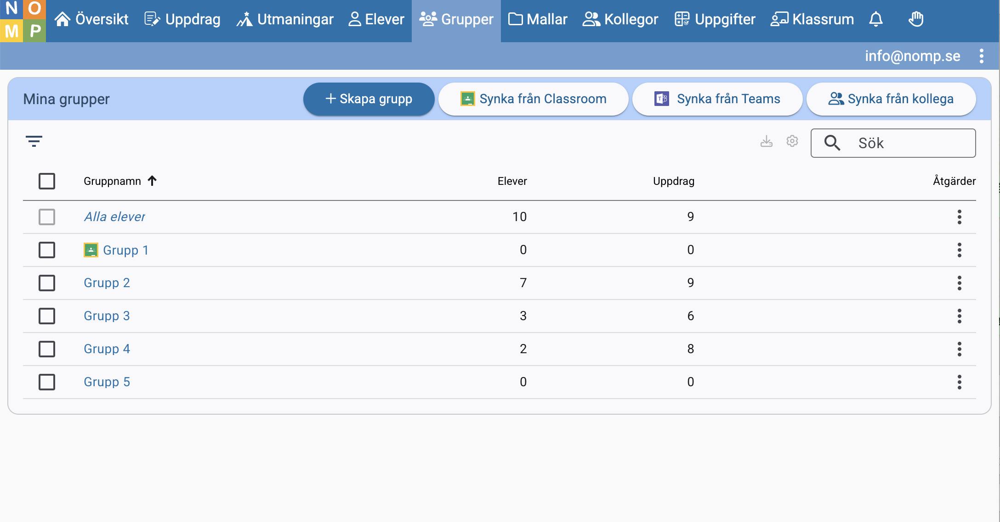 NO
MP
Översikt Uppdrag Utmaningar Elever Grupper Mallar Kollegor Uppgifter Klassrum
info@nomp.se
Mina grupper + Skapa grupp Synka från Classroom Synka från Teams Synka från kollega
Sök
Gruppnamn Elever Uppdrag Åtgärder
Alla elever 10 9
Grupp 1 0 0
Grupp 2 7 9
Grupp 3 3 6
Grupp 4 2 8
Grupp 5 0 0